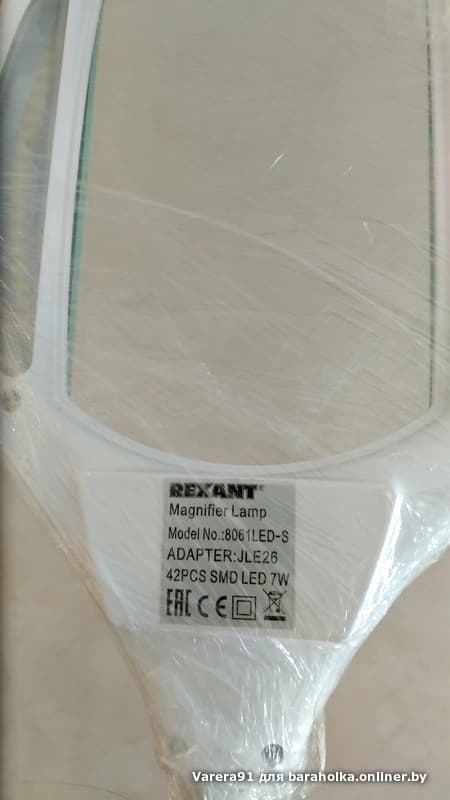 REXANT®
Magnifier Lamp
Model No.:8061LED-S
ADAPTER:JLE26
42PCS SMD LED 7W
EAC CE
Varera91 для baraholka.onliner.by